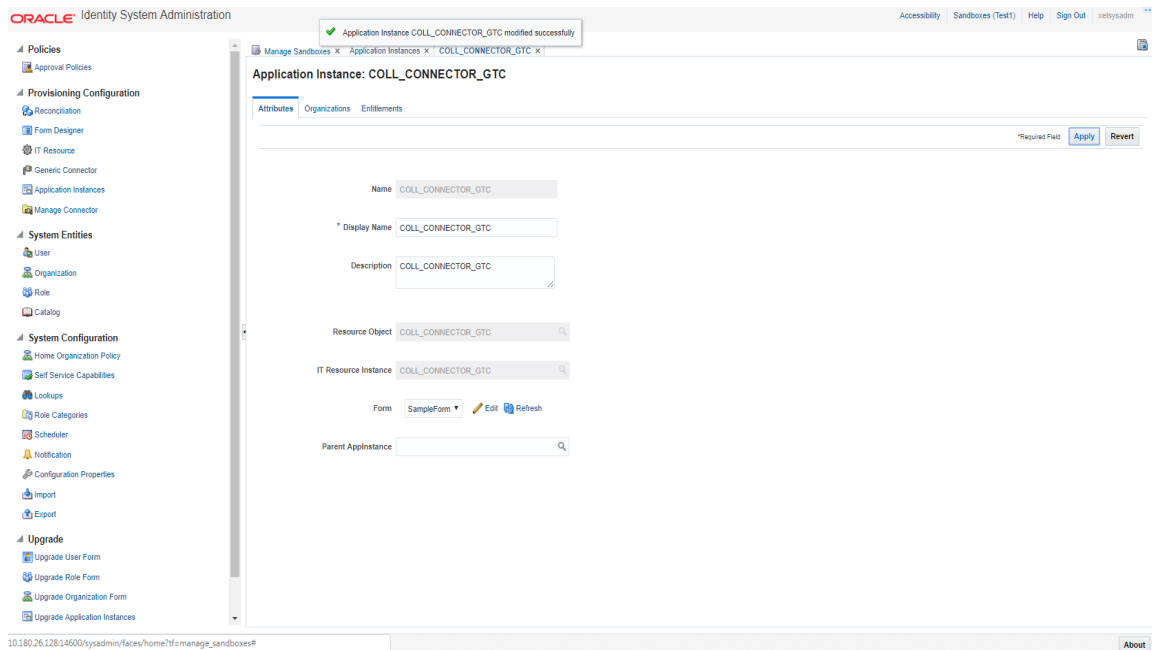 ORACLE Identity System Administration
Accessibility Sandboxes (Test1) Help Sign Out xelsysadm
Application Instance COLL_CONNECTOR_GTC modified successfully
Policies
Approval Policies
Provisioning Configuration
Reconciliation
Form Designer
IT Resource
Generic Connector
Application Instances
Manage Connector
System Entities
User
Organization
Role
Catalog
System Configuration
Home Organization Policy
Self Service Capabilities
Lookups
Role Categories
Scheduler
Notification
Configuration Properties
Import
Export
Upgrade
Upgrade User Form
Upgrade Role Form
Upgrade Organization Form
Upgrade Application Instances
Manage Sandboxes × Application Instances × COLL_CONNECTOR_GTC ×
Application Instance: COLL_CONNECTOR_GTC
Attributes Organizations Entitlements
*Required Field Apply Revert
Name COLL_CONNECTOR_GTC
* Display Name COLL_CONNECTOR_GTC
Description COLL_CONNECTOR_GTC
Resource Object COLL_CONNECTOR_GTC
IT Resource Instance COLL_CONNECTOR_GTC
Form SampleForm Edit Refresh
Parent AppInstance
10.180.26.128:14600/sysadmin/faces/home?tf=manage_sandboxes#
About